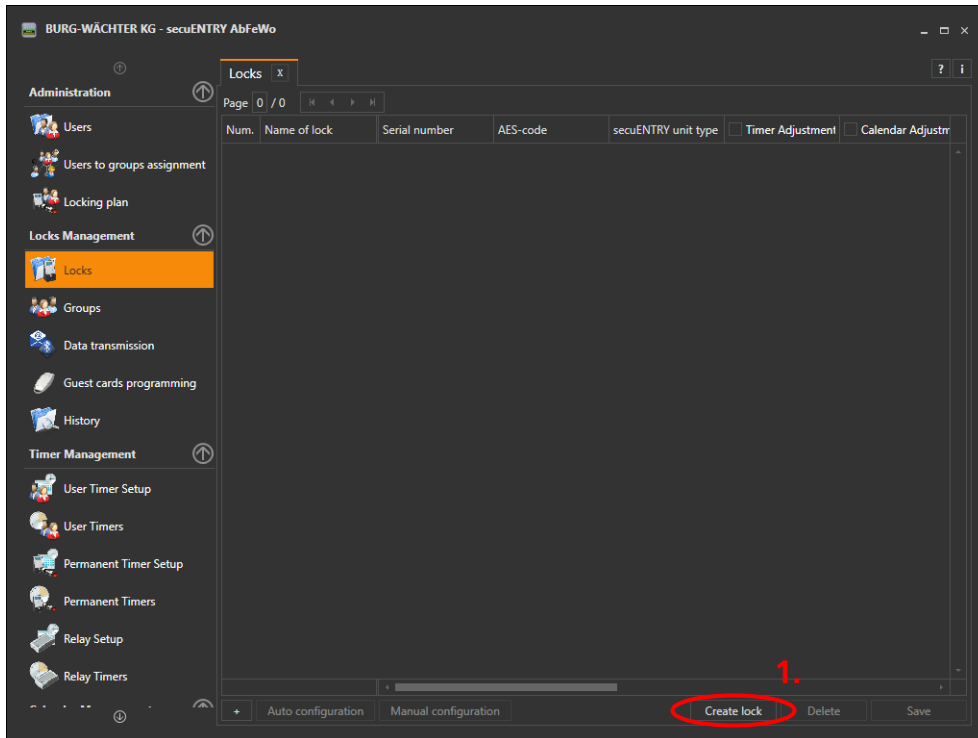 BURG-WÄCHTER KG - secuENTRY AbFeWo
Administration
Users
Users to groups assignment
Locking plan
Locks Management
Locks
Groups
Data transmission
Guest cards programming
History
Timer Management
User Timer Setup
User Timers
Permanent Timer Setup
Permanent Timers
Relay Setup
Relay Timers
Locks X
? i
Page 0 / 0
Num. Name of lock Serial number AES-code secuENTRY unit type Timer Adjustment Calendar Adjustm
1.
+ Auto configuration Manual configuration Create lock Delete Save